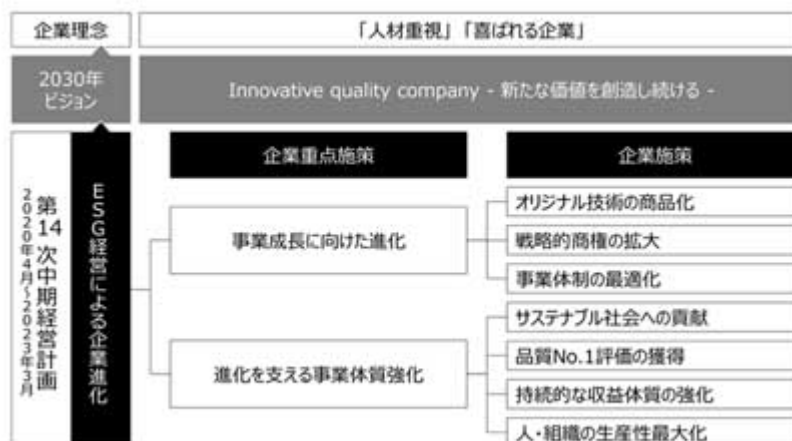 企業理念
「人材重視」「喜ばれる企業」
2030年
ビジョン
Innovative quality company - 新たな価値を創造し続ける -
第14次中期経営計画
2020年4月～2023年3月
ESG経営による企業進化
企業重点施策
企業施策
事業成長に向けた進化
オリジナル技術の商品化
戦略的商権の拡大
事業体制の最適化
進化を支える事業体質強化
サステナブル社会への貢献
品質No.1評価の獲得
持続的な収益体質の強化
人・組織の生産性最大化